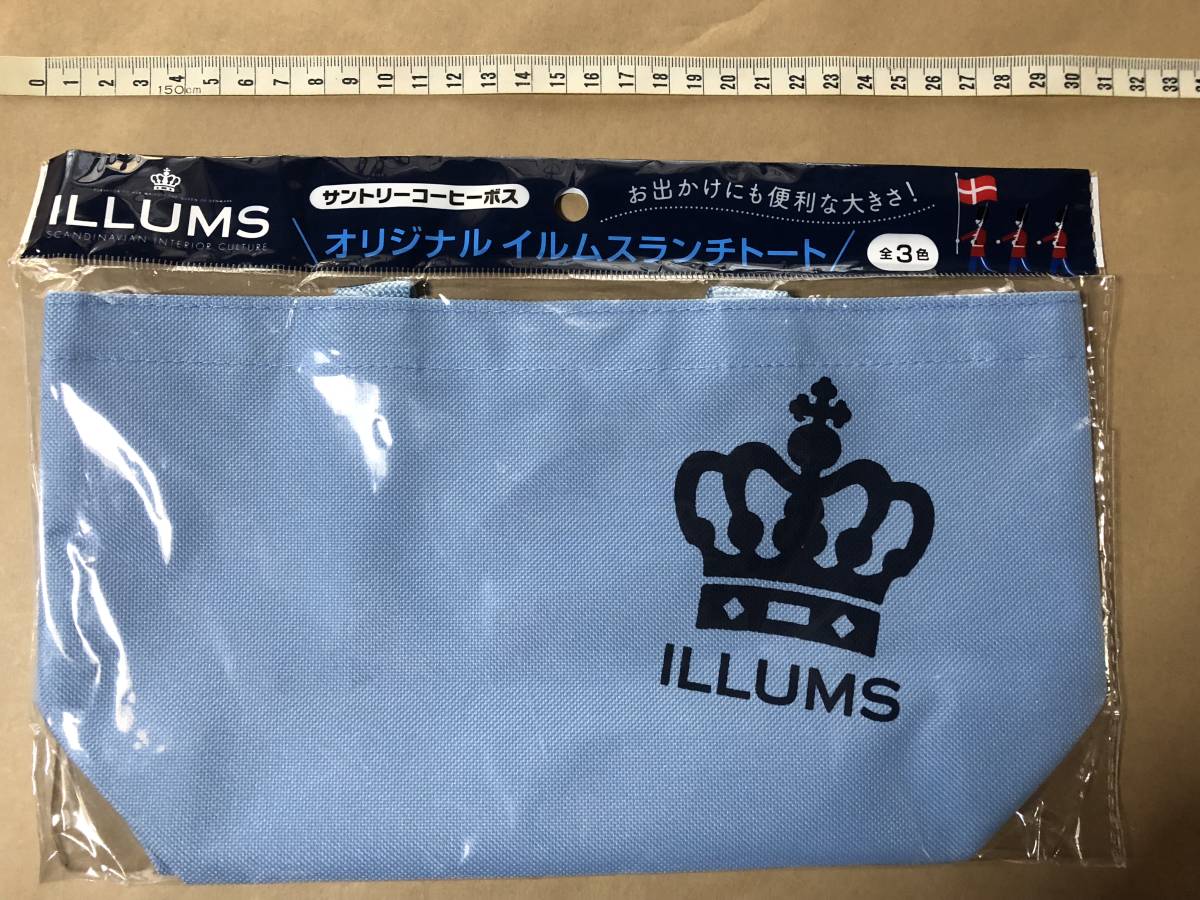 0 1 2 3 4 5 6 7 8 9 10 11 12 13 14 15 16 17 18 19 20 21 22 23 24 25 26 27 28 29 30 31 32 33
150cm
ILLUMS
SCANDINAVIAN INTERIOR CULTURE
サントリーコーヒーボス
お出かけにも便利な大きさ!
オリジナル イルムスランチトート
全3色
ILLUMS